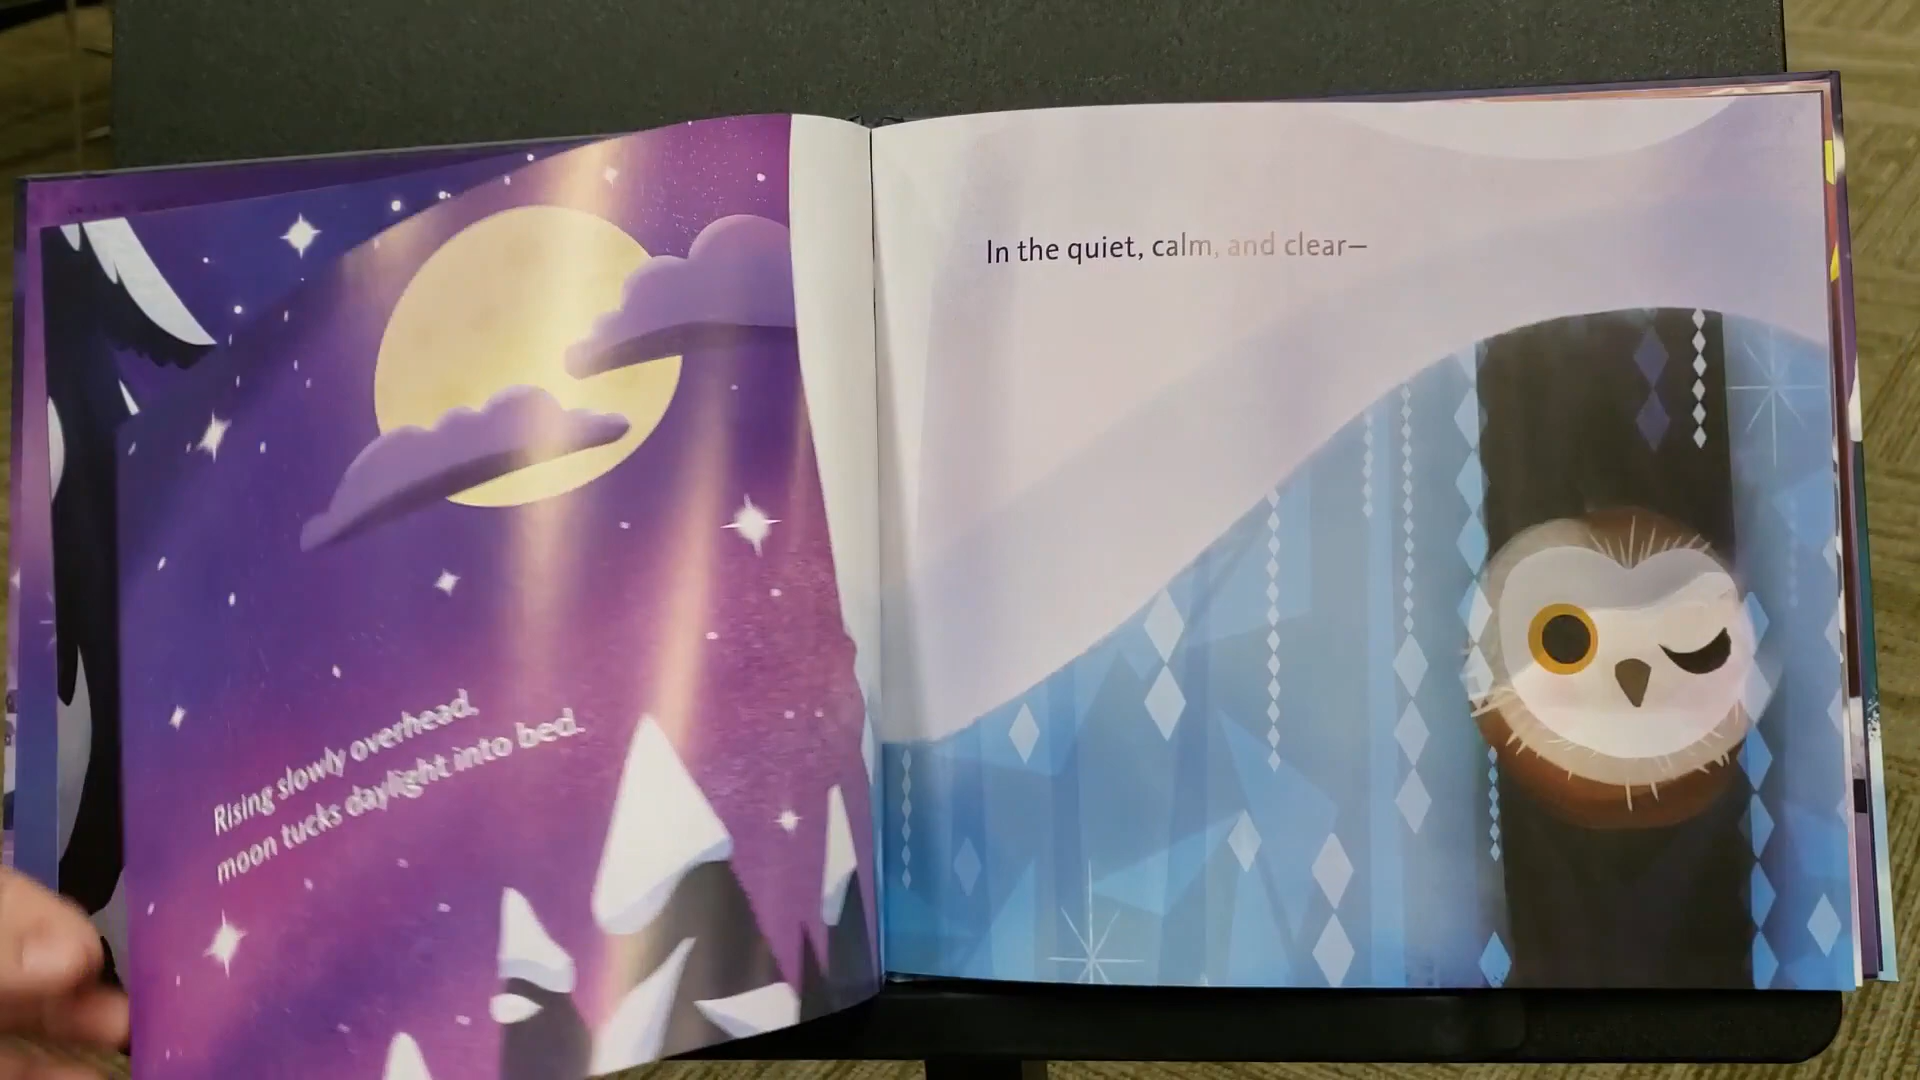 Rising slowly overhead,
moon tucks daylight into bed.
In the quiet, calm, and clear—